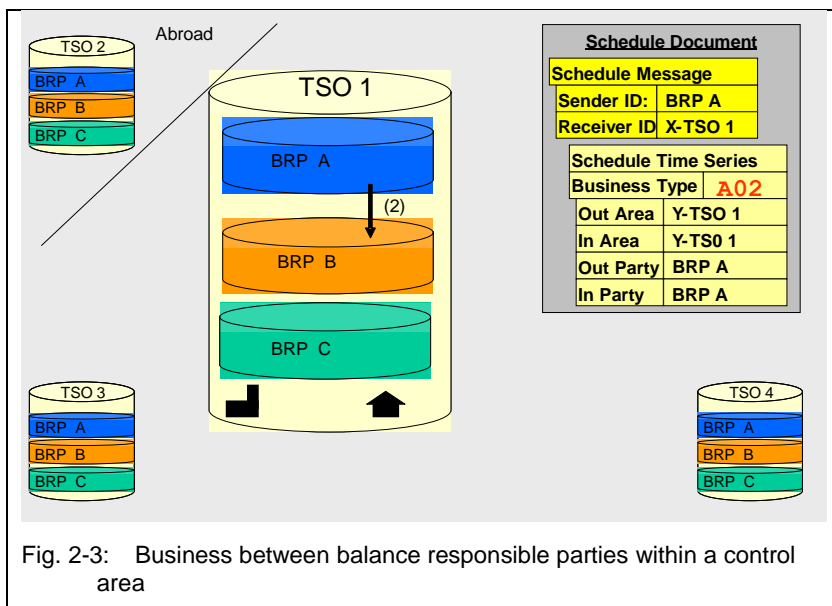 Abroad
TSO 2
BRP A
BRP B
BRP C
TSO 1
BRP A
(2)
BRP B
BRP C
Schedule Document
Schedule Message
Sender ID: BRP A
Receiver ID X-TSO 1
Schedule Time Series
Business Type A02
Out Area Y-TSO 1
In Area Y-TS0 1
Out Party BRP A
In Party BRP A
TSO 3
BRP A
BRP B
BRP C
TSO 4
BRP A
BRP B
BRP C
Fig. 2-3: Business between balance responsible parties within a control
area